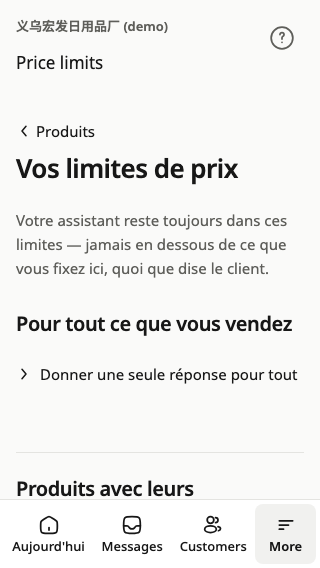 义乌宏发日用品厂 (demo)
Price limits
Produits
Vos limites de prix
Votre assistant reste toujours dans ces
limites — jamais en dessous de ce que
vous fixez ici, quoi que dise le client.
Pour tout ce que vous vendez
Donner une seule réponse pour tout
Produits avec leurs
Aujourd'hui
Messages
Customers
More